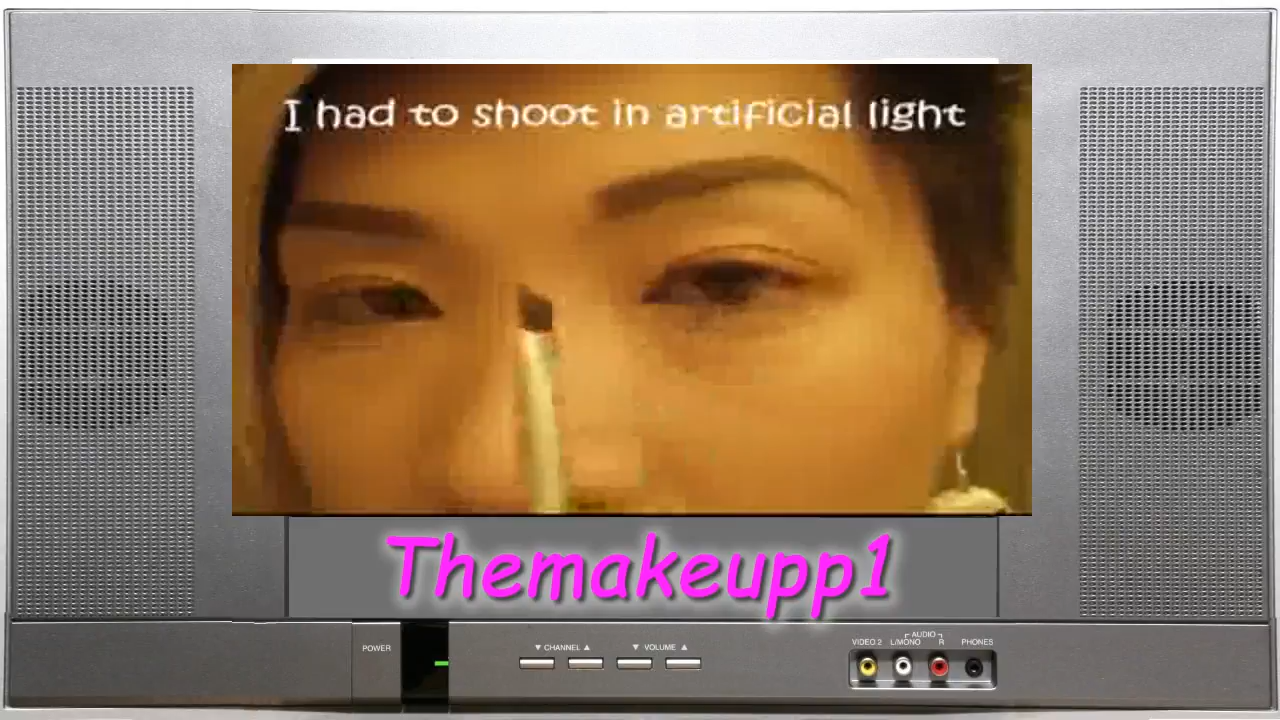 I had to shoot in artificial light
Themakeupp1
POWER
▼ CHANNEL ▲
▼ VOLUME ▲
AUDIO
VIDEO 2 L/MONO R PHONES